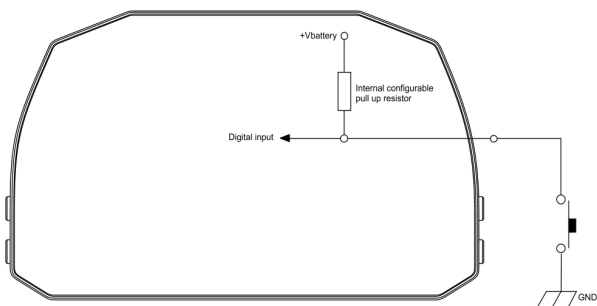 +Vbattery
Internal configurable
pull up resistor
Digital input
GND